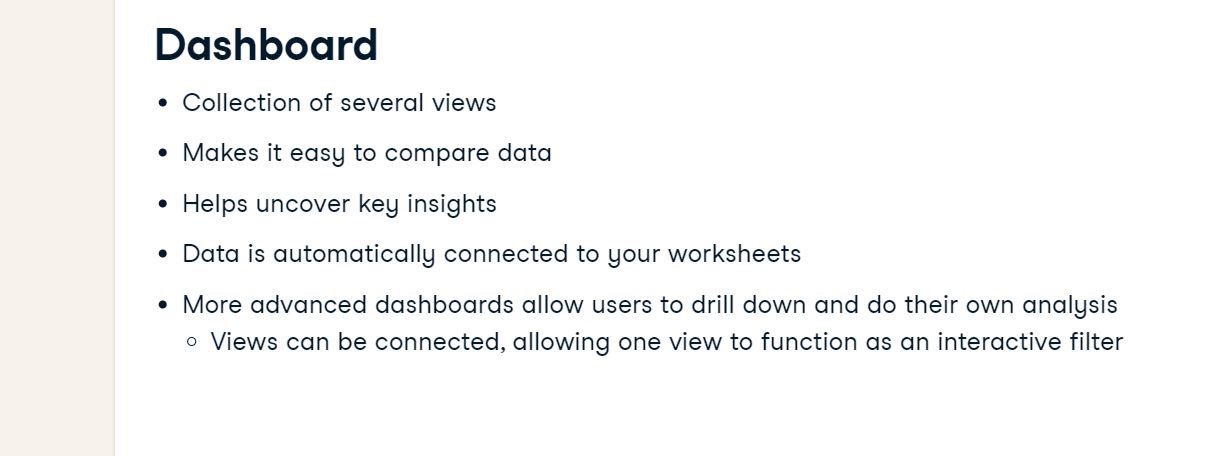 Dashboard
• Collection of several views
• Makes it easy to compare data
• Helps uncover key insights
• Data is automatically connected to your worksheets
• More advanced dashboards allow users to drill down and do their own analysis
○ Views can be connected, allowing one view to function as an interactive filter